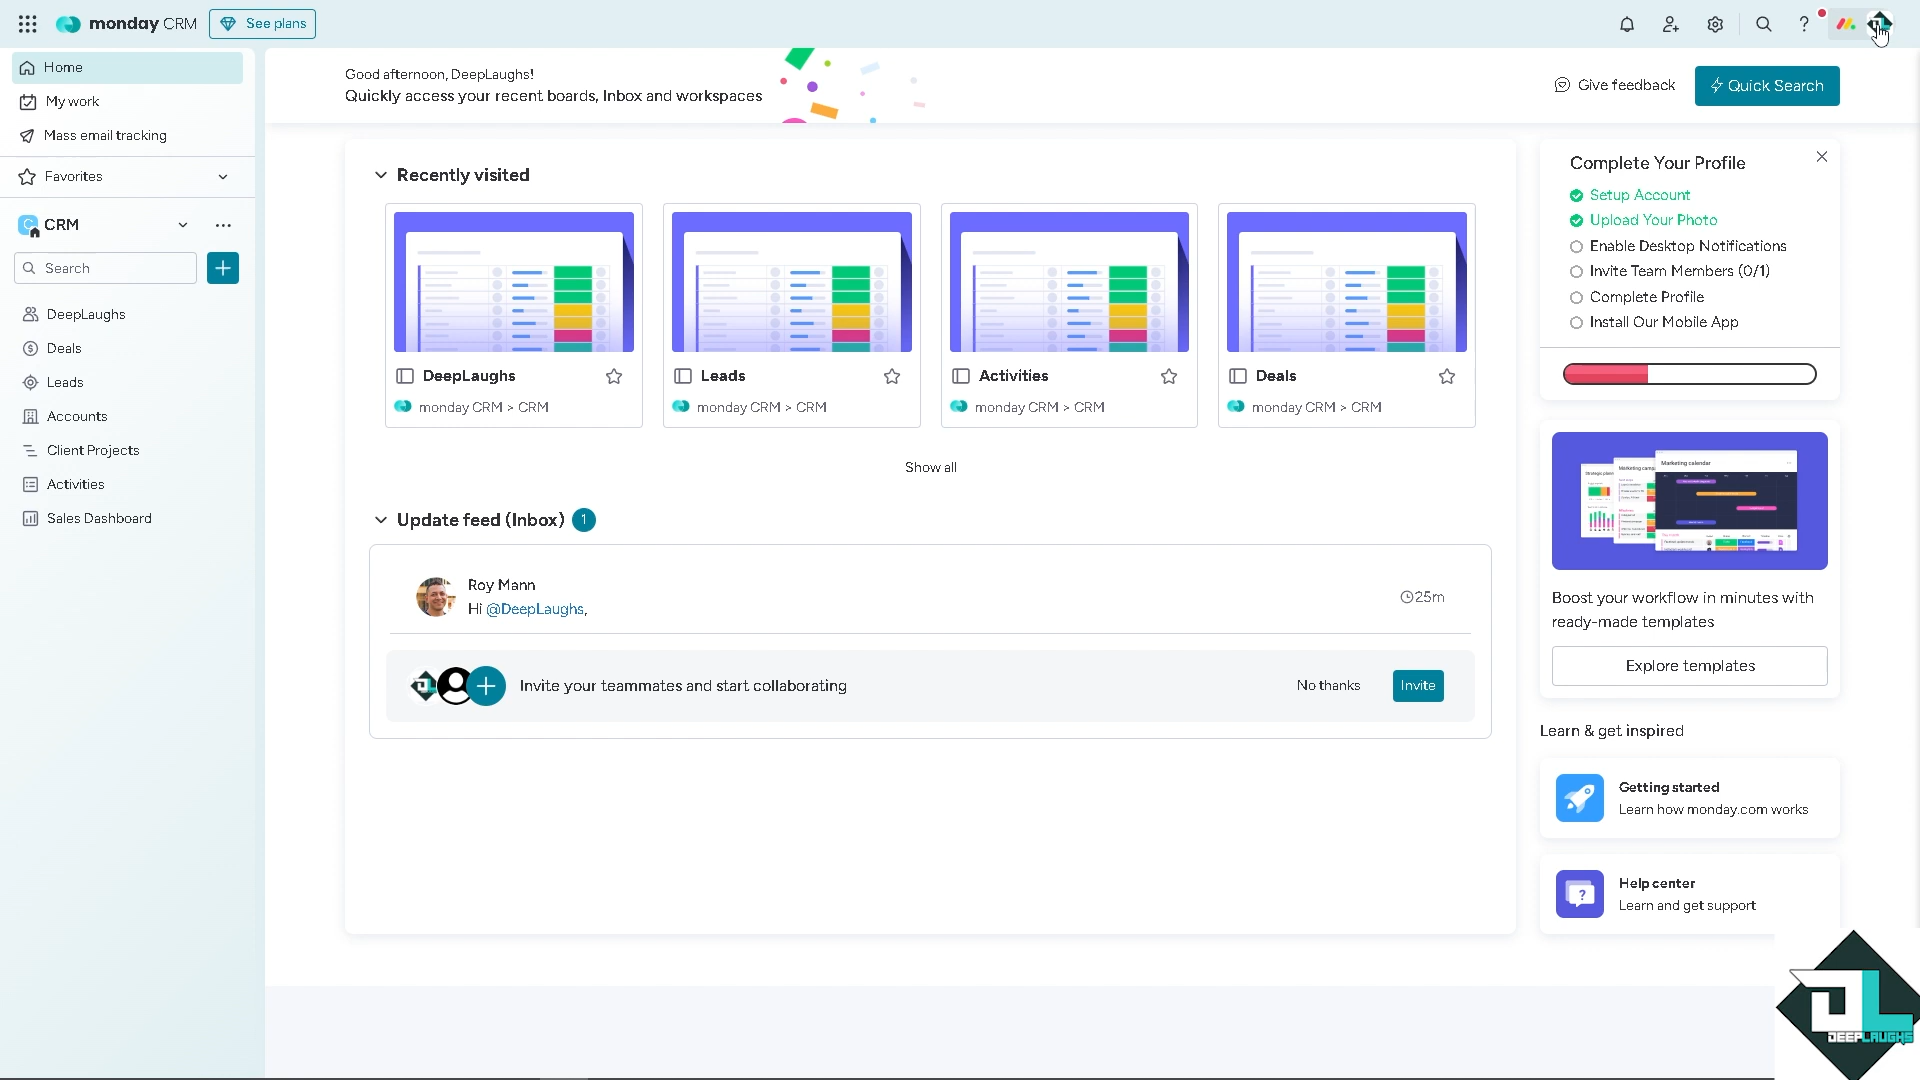 monday CRM
See plans
Home
My work
Mass email tracking
Favorites
CRM
Search
DeepLaughs
Deals
Leads
Accounts
Client Projects
Activities
Sales Dashboard
Good afternoon, DeepLaughs!
Quickly access your recent boards, Inbox and workspaces
Give feedback
Quick Search
Recently visited
DeepLaughs
monday CRM > CRM
Leads
monday CRM > CRM
Activities
monday CRM > CRM
Deals
monday CRM > CRM
Show all
Update feed (Inbox) 1
Roy Mann
Hi @DeepLaughs,
25m
Invite your teammates and start collaborating
No thanks
Invite
Complete Your Profile
Setup Account
Upload Your Photo
Enable Desktop Notifications
Invite Team Members (0/1)
Complete Profile
Install Our Mobile App
Marketing calendar
Boost your workflow in minutes with
ready-made templates
Explore templates
Learn & get inspired
Getting started
Learn how monday.com works
Help center
Learn and get support
DEEPLAUGHS